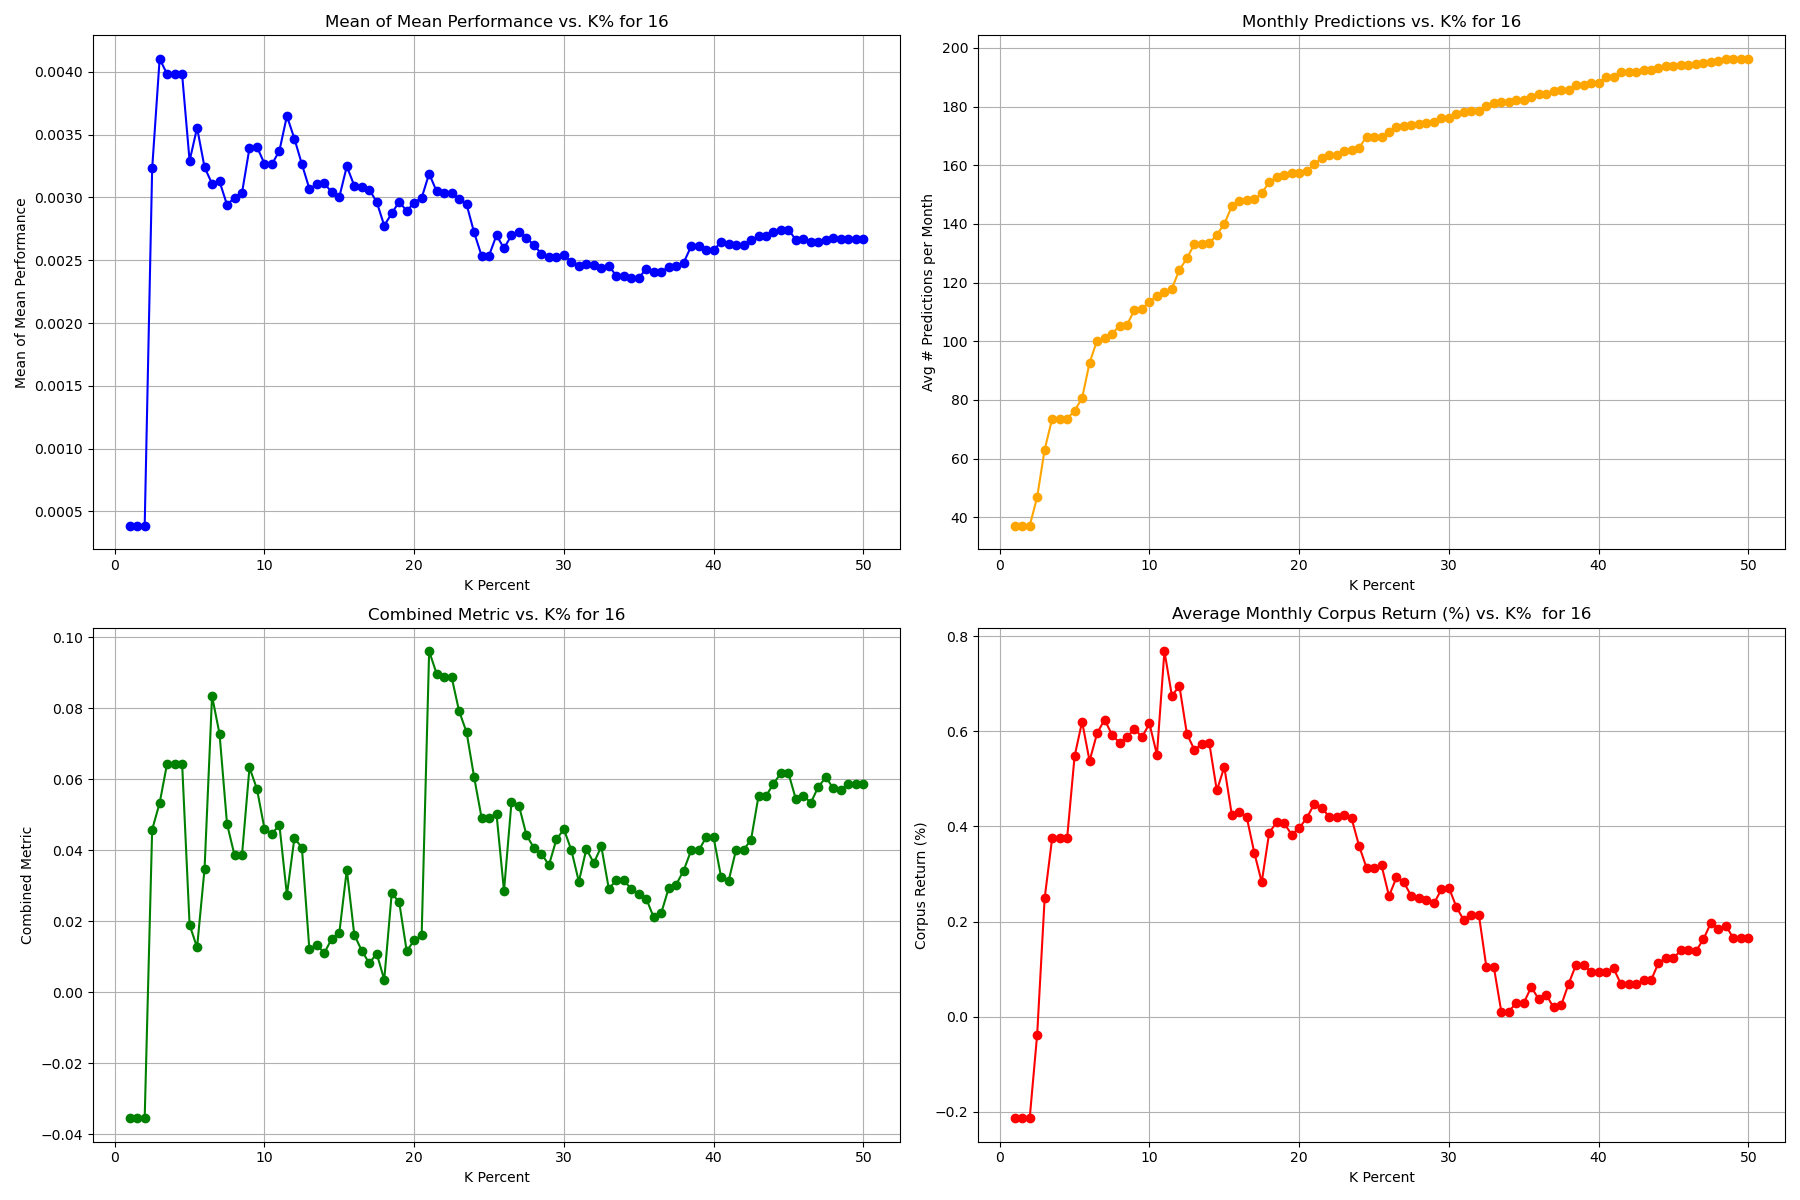 Mean of Mean Performance vs. K% for 16
Mean of Mean Performance
0.0040
0.0035
0.0030
0.0025
0.0020
0.0015
0.0010
0.0005
0 10 20 30 40 50
K Percent
Monthly Predictions vs. K% for 16
Avg # Predictions per Month
200
180
160
140
120
100
80
60
40
0 10 20 30 40 50
K Percent
Combined Metric vs. K% for 16
Combined Metric
0.10
0.08
0.06
0.04
0.02
0.00
−0.02
−0.04
0 10 20 30 40 50
K Percent
Average Monthly Corpus Return (%) vs. K%  for 16
Corpus Return (%)
0.8
0.6
0.4
0.2
0.0
−0.2
0 10 20 30 40 50
K Percent